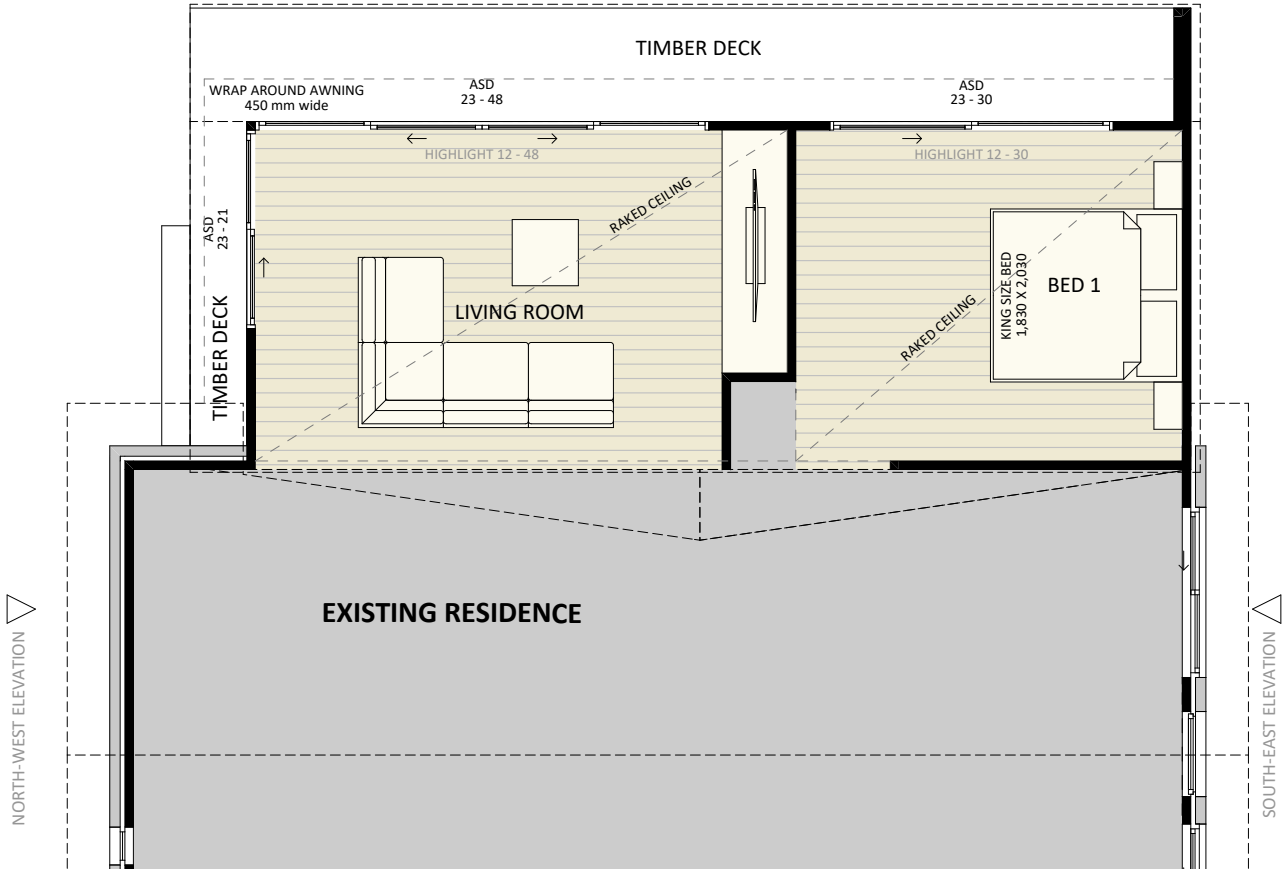 TIMBER DECK
WRAP AROUND AWNING
450 mm wide
ASD
23 - 48
ASD
23 - 30
HIGHLIGHT 12 - 48
HIGHLIGHT 12 - 30
RAKED CEILING
ASD
23 - 21
LIVING ROOM
TIMBER DECK
RAKED CEILING
KING SIZE BED
1,830 X 2,030
BED 1
EXISTING RESIDENCE
NORTH-WEST ELEVATION
SOUTH-EAST ELEVATION